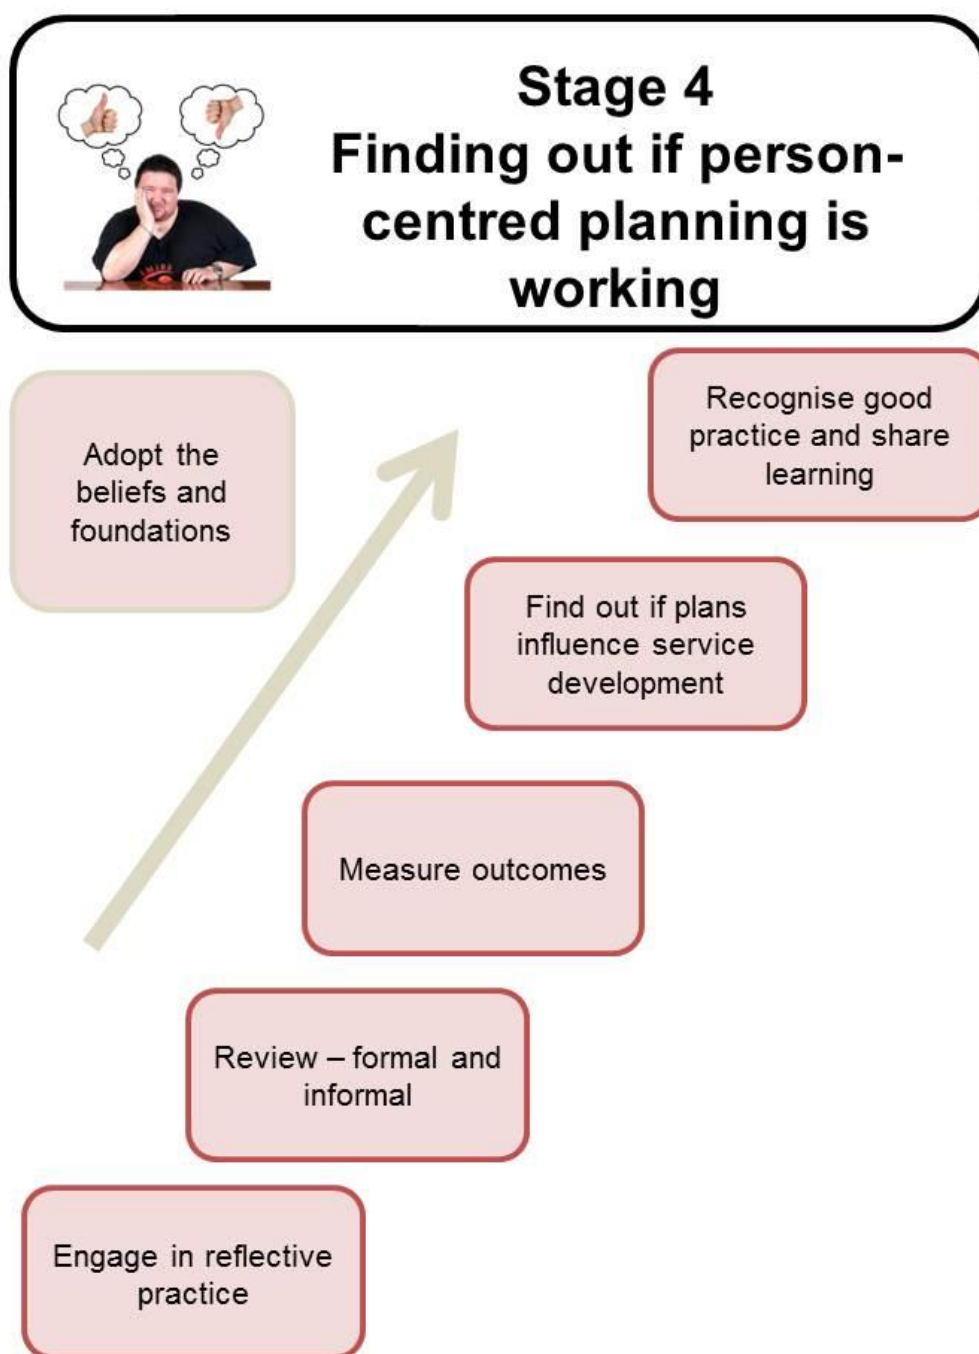 Stage 4
Finding out if person-
centred planning is
working
Adopt the
beliefs and
foundations
Recognise good
practice and share
learning
Find out if plans
influence service
development
Measure outcomes
Review – formal and
informal
Engage in reflective
practice